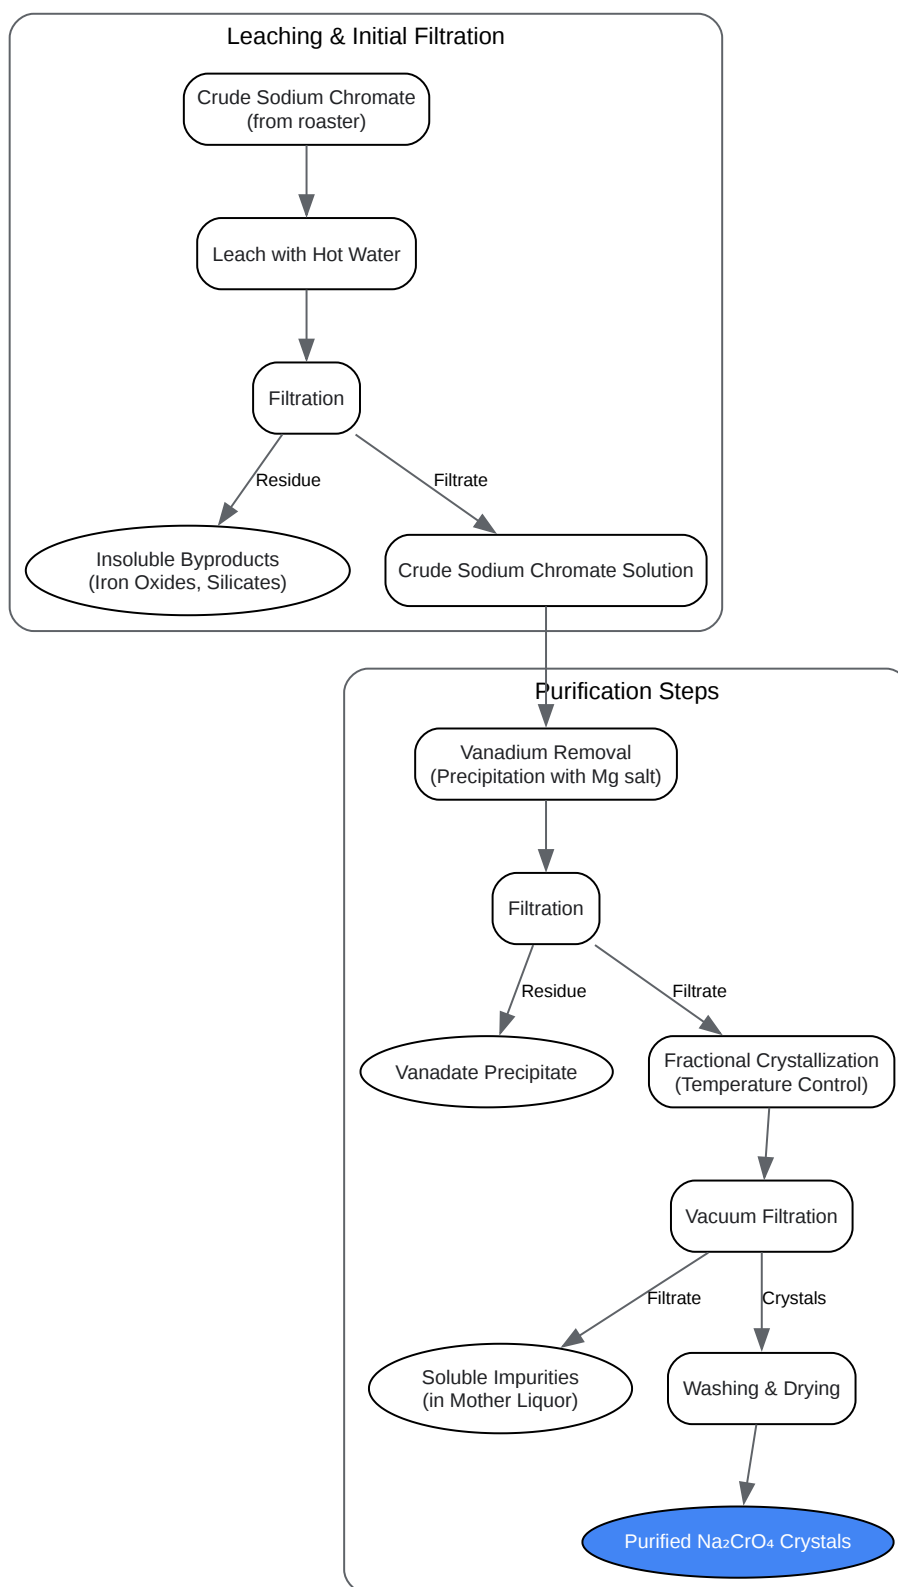 Leaching & Initial Filtration
Crude Sodium Chromate
(from roaster)
Leach with Hot Water
Filtration
Residue
Filtrate
Insoluble Byproducts
(Iron Oxides, Silicates)
Crude Sodium Chromate Solution
Purification Steps
Vanadium Removal
(Precipitation with Mg salt)
Filtration
Residue
Filtrate
Vanadate Precipitate
Fractional Crystallization
(Temperature Control)
Vacuum Filtration
Filtrate
Crystals
Soluble Impurities
(in Mother Liquor)
Washing & Drying
Purified Na₂CrO₄ Crystals